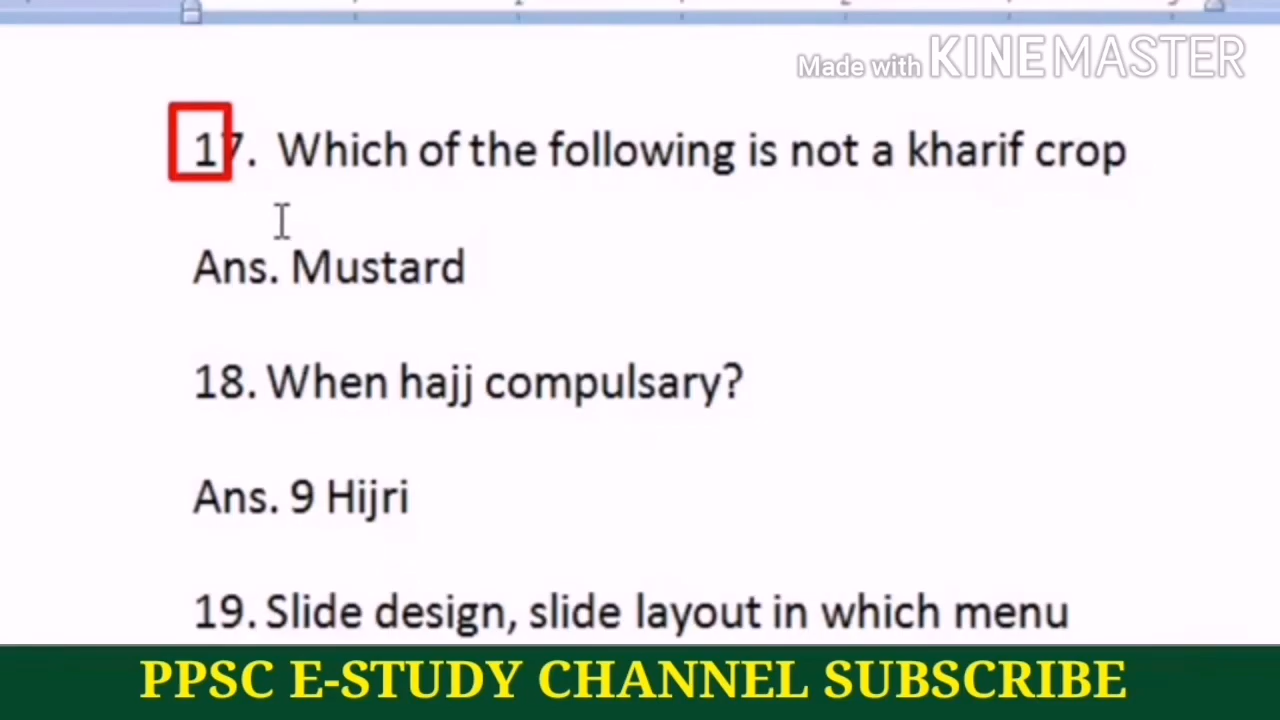 Made with KINEMASTER
17. Which of the following is not a kharif crop
Ans. Mustard
18. When hajj compulsary?
Ans. 9 Hijri
19. Slide design, slide layout in which menu
PPSC E-STUDY CHANNEL SUBSCRIBE